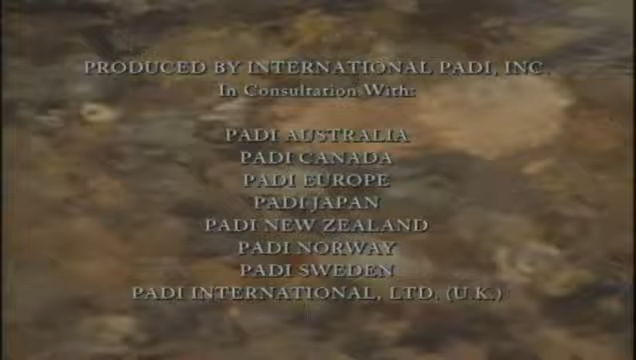 PRODUCED BY INTERNATIONAL PADI, INC.
In Consultation With:
PADI AUSTRALIA
PADI CANADA
PADI EUROPE
PADI JAPAN
PADI NEW ZEALAND
PADI NORWAY
PADI SWEDEN
PADI INTERNATIONAL, LTD. (U.K.)